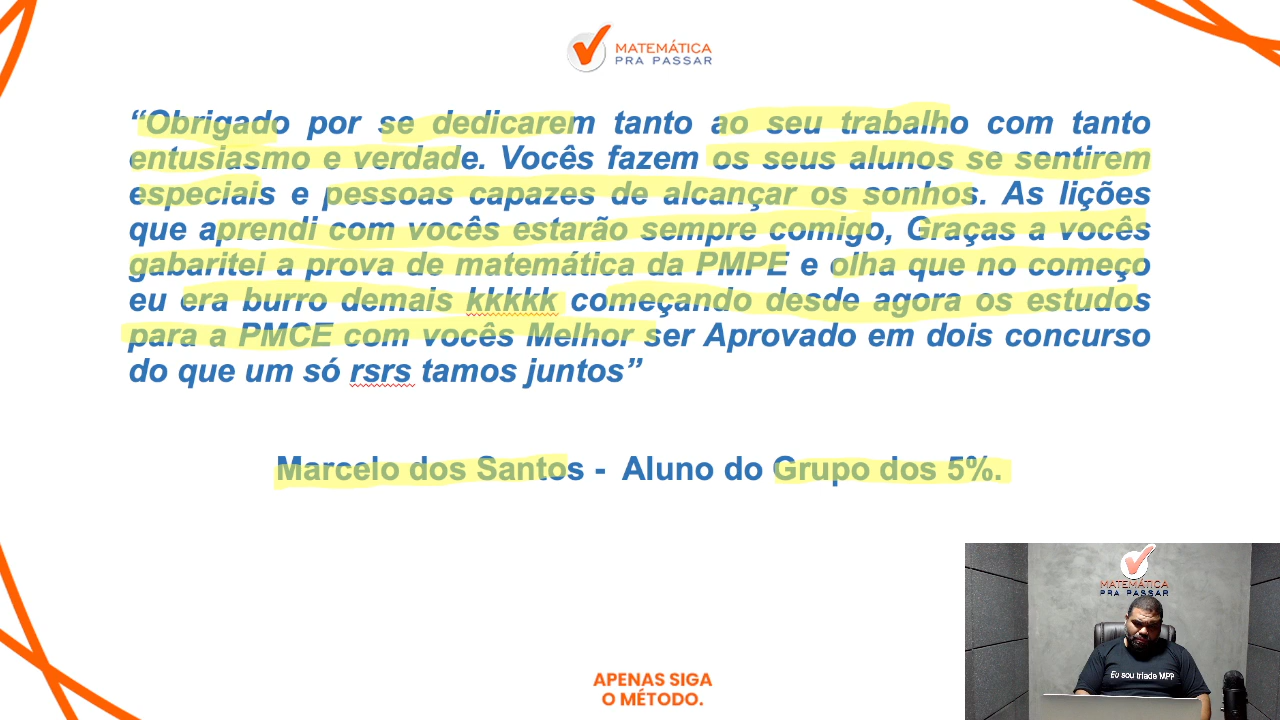 MATEMÁTICA
PRA PASSAR
“Obrigado por se dedicarem tanto ao seu trabalho com tanto
entusiasmo e verdade. Vocês fazem os seus alunos se sentirem
especiais e pessoas capazes de alcançar os sonhos. As lições
que aprendi com vocês estarão sempre comigo, Graças a vocês
gabaritei a prova de matemática da PMPE e olha que no começo
eu era burro demais kkkkk começando desde agora os estudos
para a PMCE com vocês Melhor ser Aprovado em dois concurso
do que um só rsrs tamos juntos”
Marcelo dos Santos - Aluno do Grupo dos 5%.
MATEMÁTICA
PRA PASSAR
Eu sou tríade MPP
APENAS SIGA
O MÉTODO.